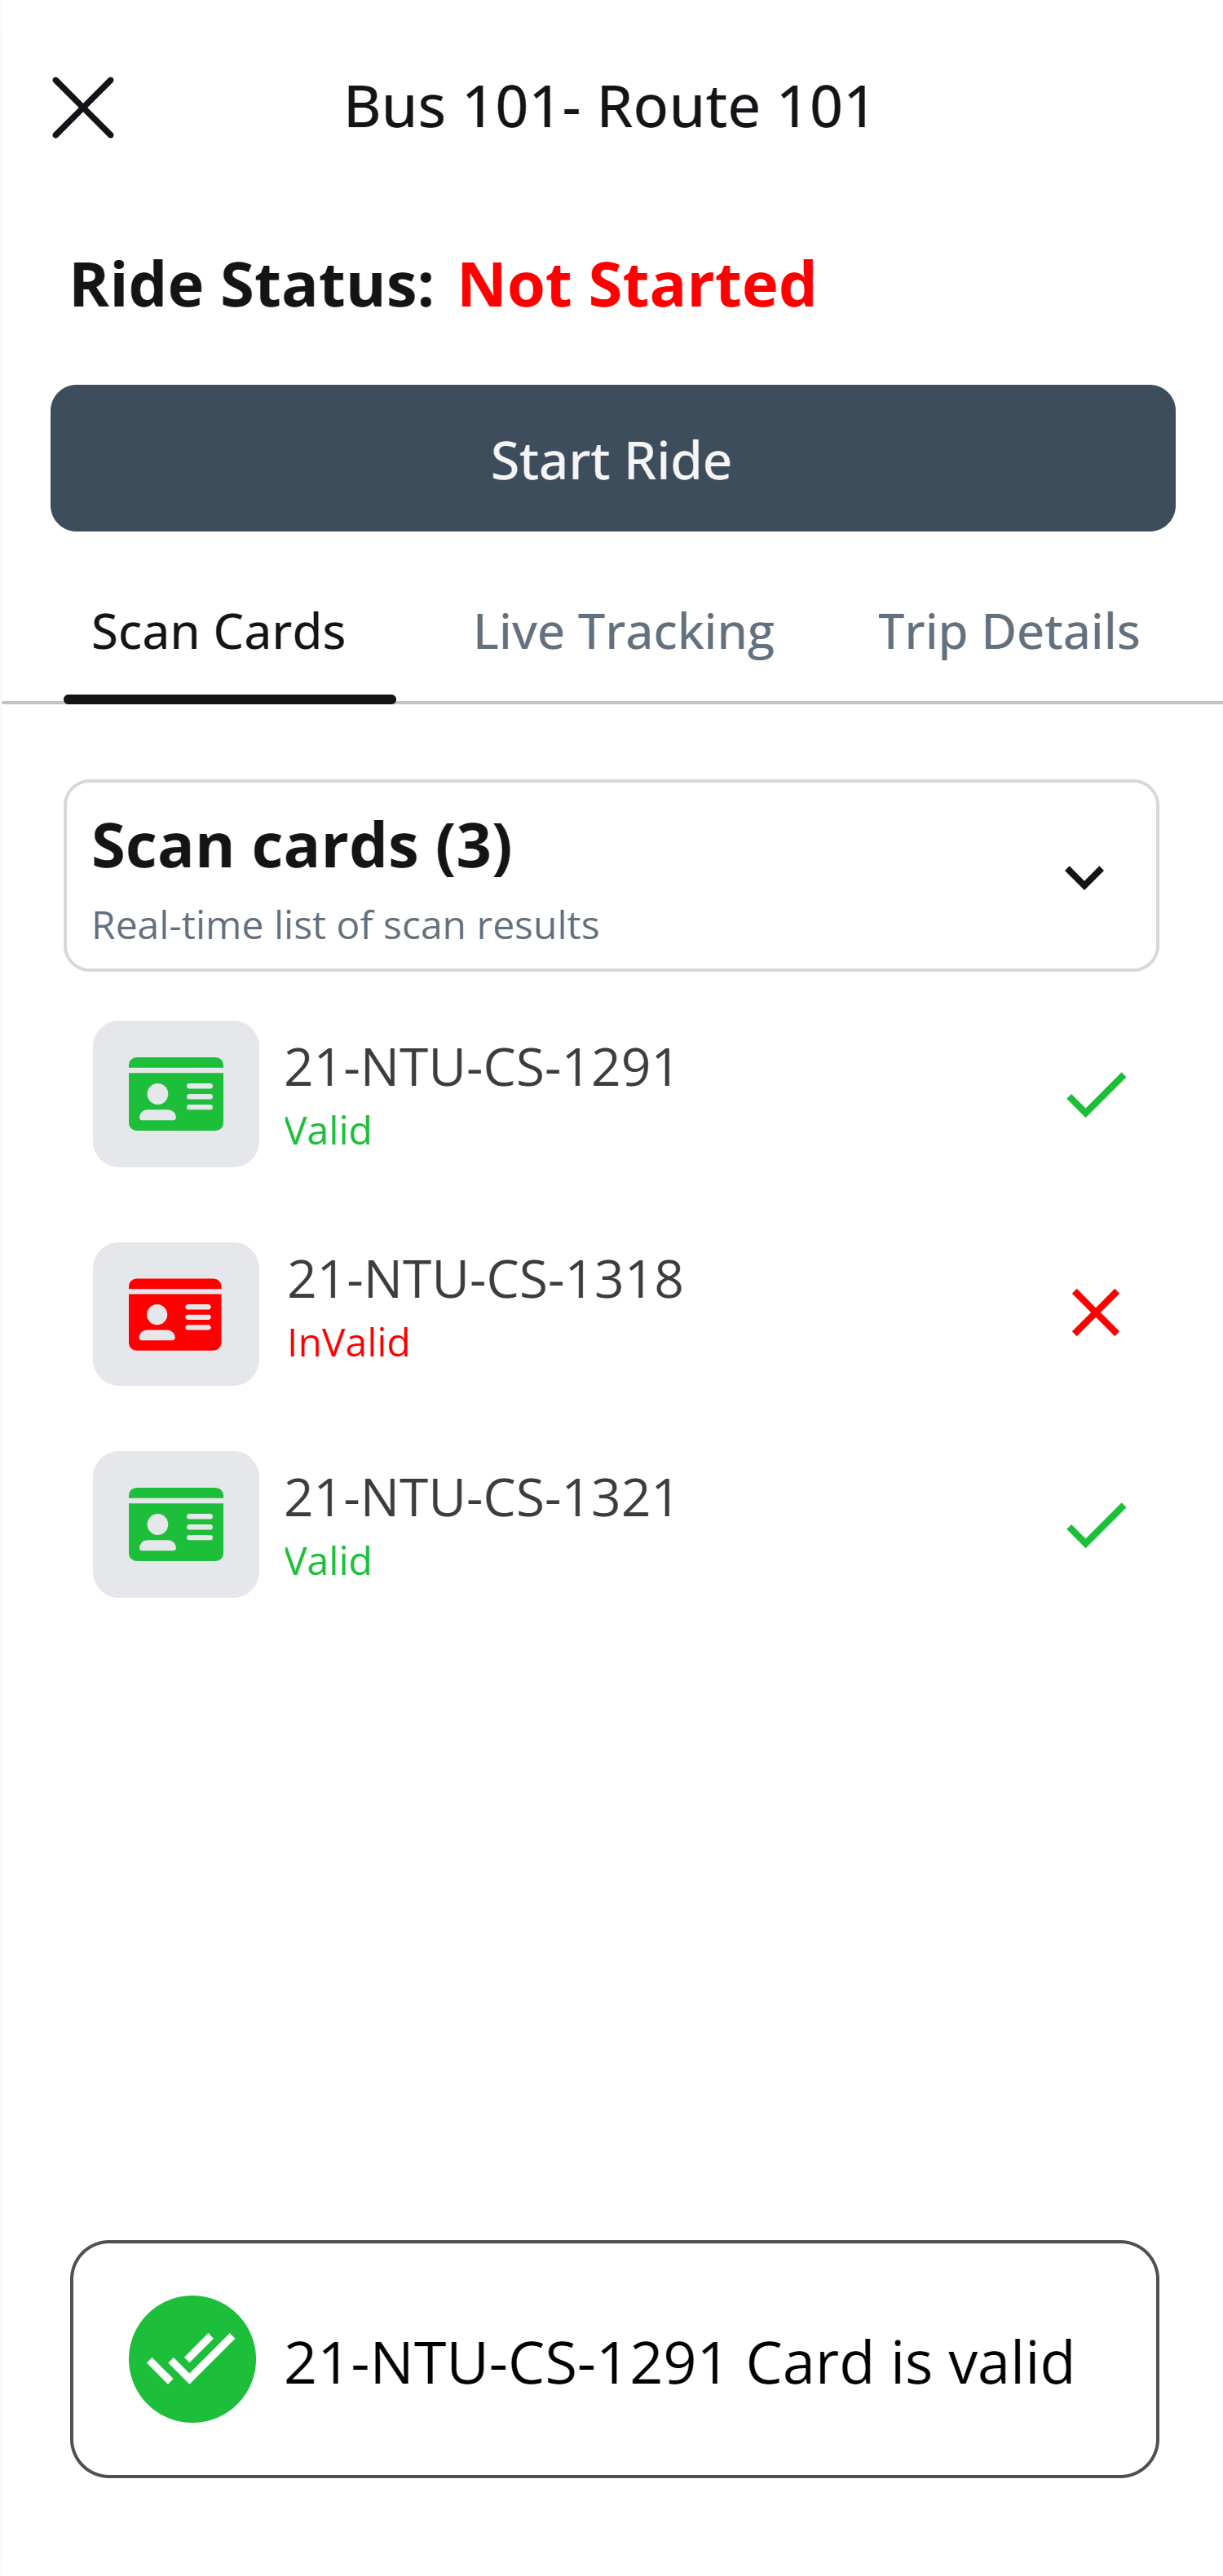 Bus 101- Route 101
Ride Status: Not Started
Start Ride
Scan Cards Live Tracking Trip Details
Scan cards (3)
Real-time list of scan results
21-NTU-CS-1291
Valid
21-NTU-CS-1318
InValid
21-NTU-CS-1321
Valid
21-NTU-CS-1291 Card is valid